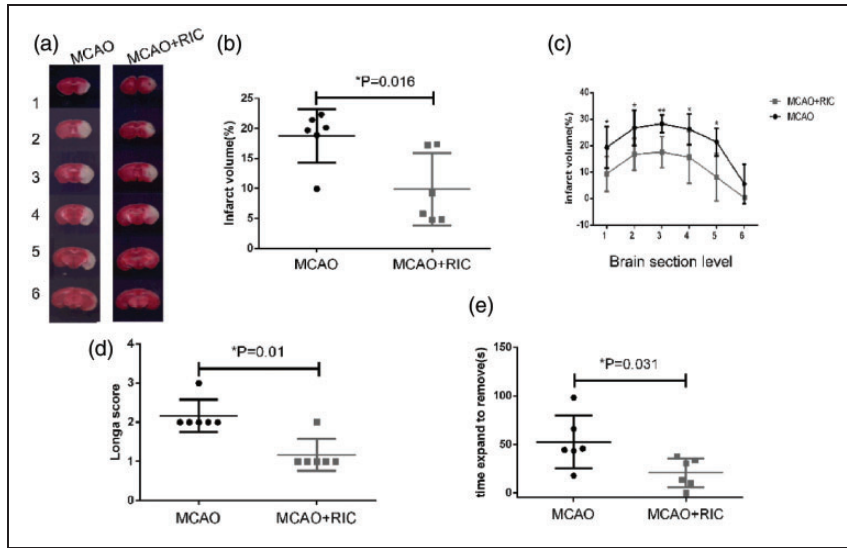 (a)
MCAO
MCAO+RIC
1
2
3
4
5
6
(b)
*P=0.016
Infarct volume(%)
25
20
15
10
5
0
MCAO
MCAO+RIC
(c)
infarct volume(%)
40
30
20
10
0
-10
*
*
**
*
*
1
2
3
4
5
6
Brain section level
MCAO+RIC
MCAO
(d)
*P=0.01
Longa score
4
3
2
1
0
MCAO
MCAO+RIC
(e)
*P=0.031
time expand to remove(s)
150
100
50
0
MCAO
MCAO+RIC